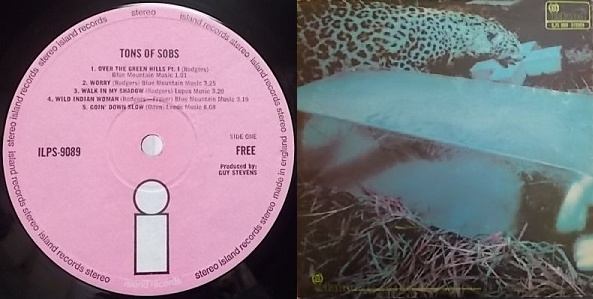 stereo island records stereo island records stereo island records stereo
TONS OF SOBS
1. OVER THE GREEN HILLS Pt. I (Rodgers)
Blue Mountain Music 1.01
2. WORRY (Rodgers) Blue Mountain Music 3.25
3. WALK IN MY SHADOW (Rodgers) Lupus Music 3.20
4. WILD INDIAN WOMAN (Rodgers—Fraser) Blue Mountain Music 3.19
5. GOIN' DOWN SLOW (Oden) Leeds Music 8.08
SIDE ONE
ILPS-9089
FREE
Produced by:
GUY STEVENS
made in england
island records
stereo island records stereo